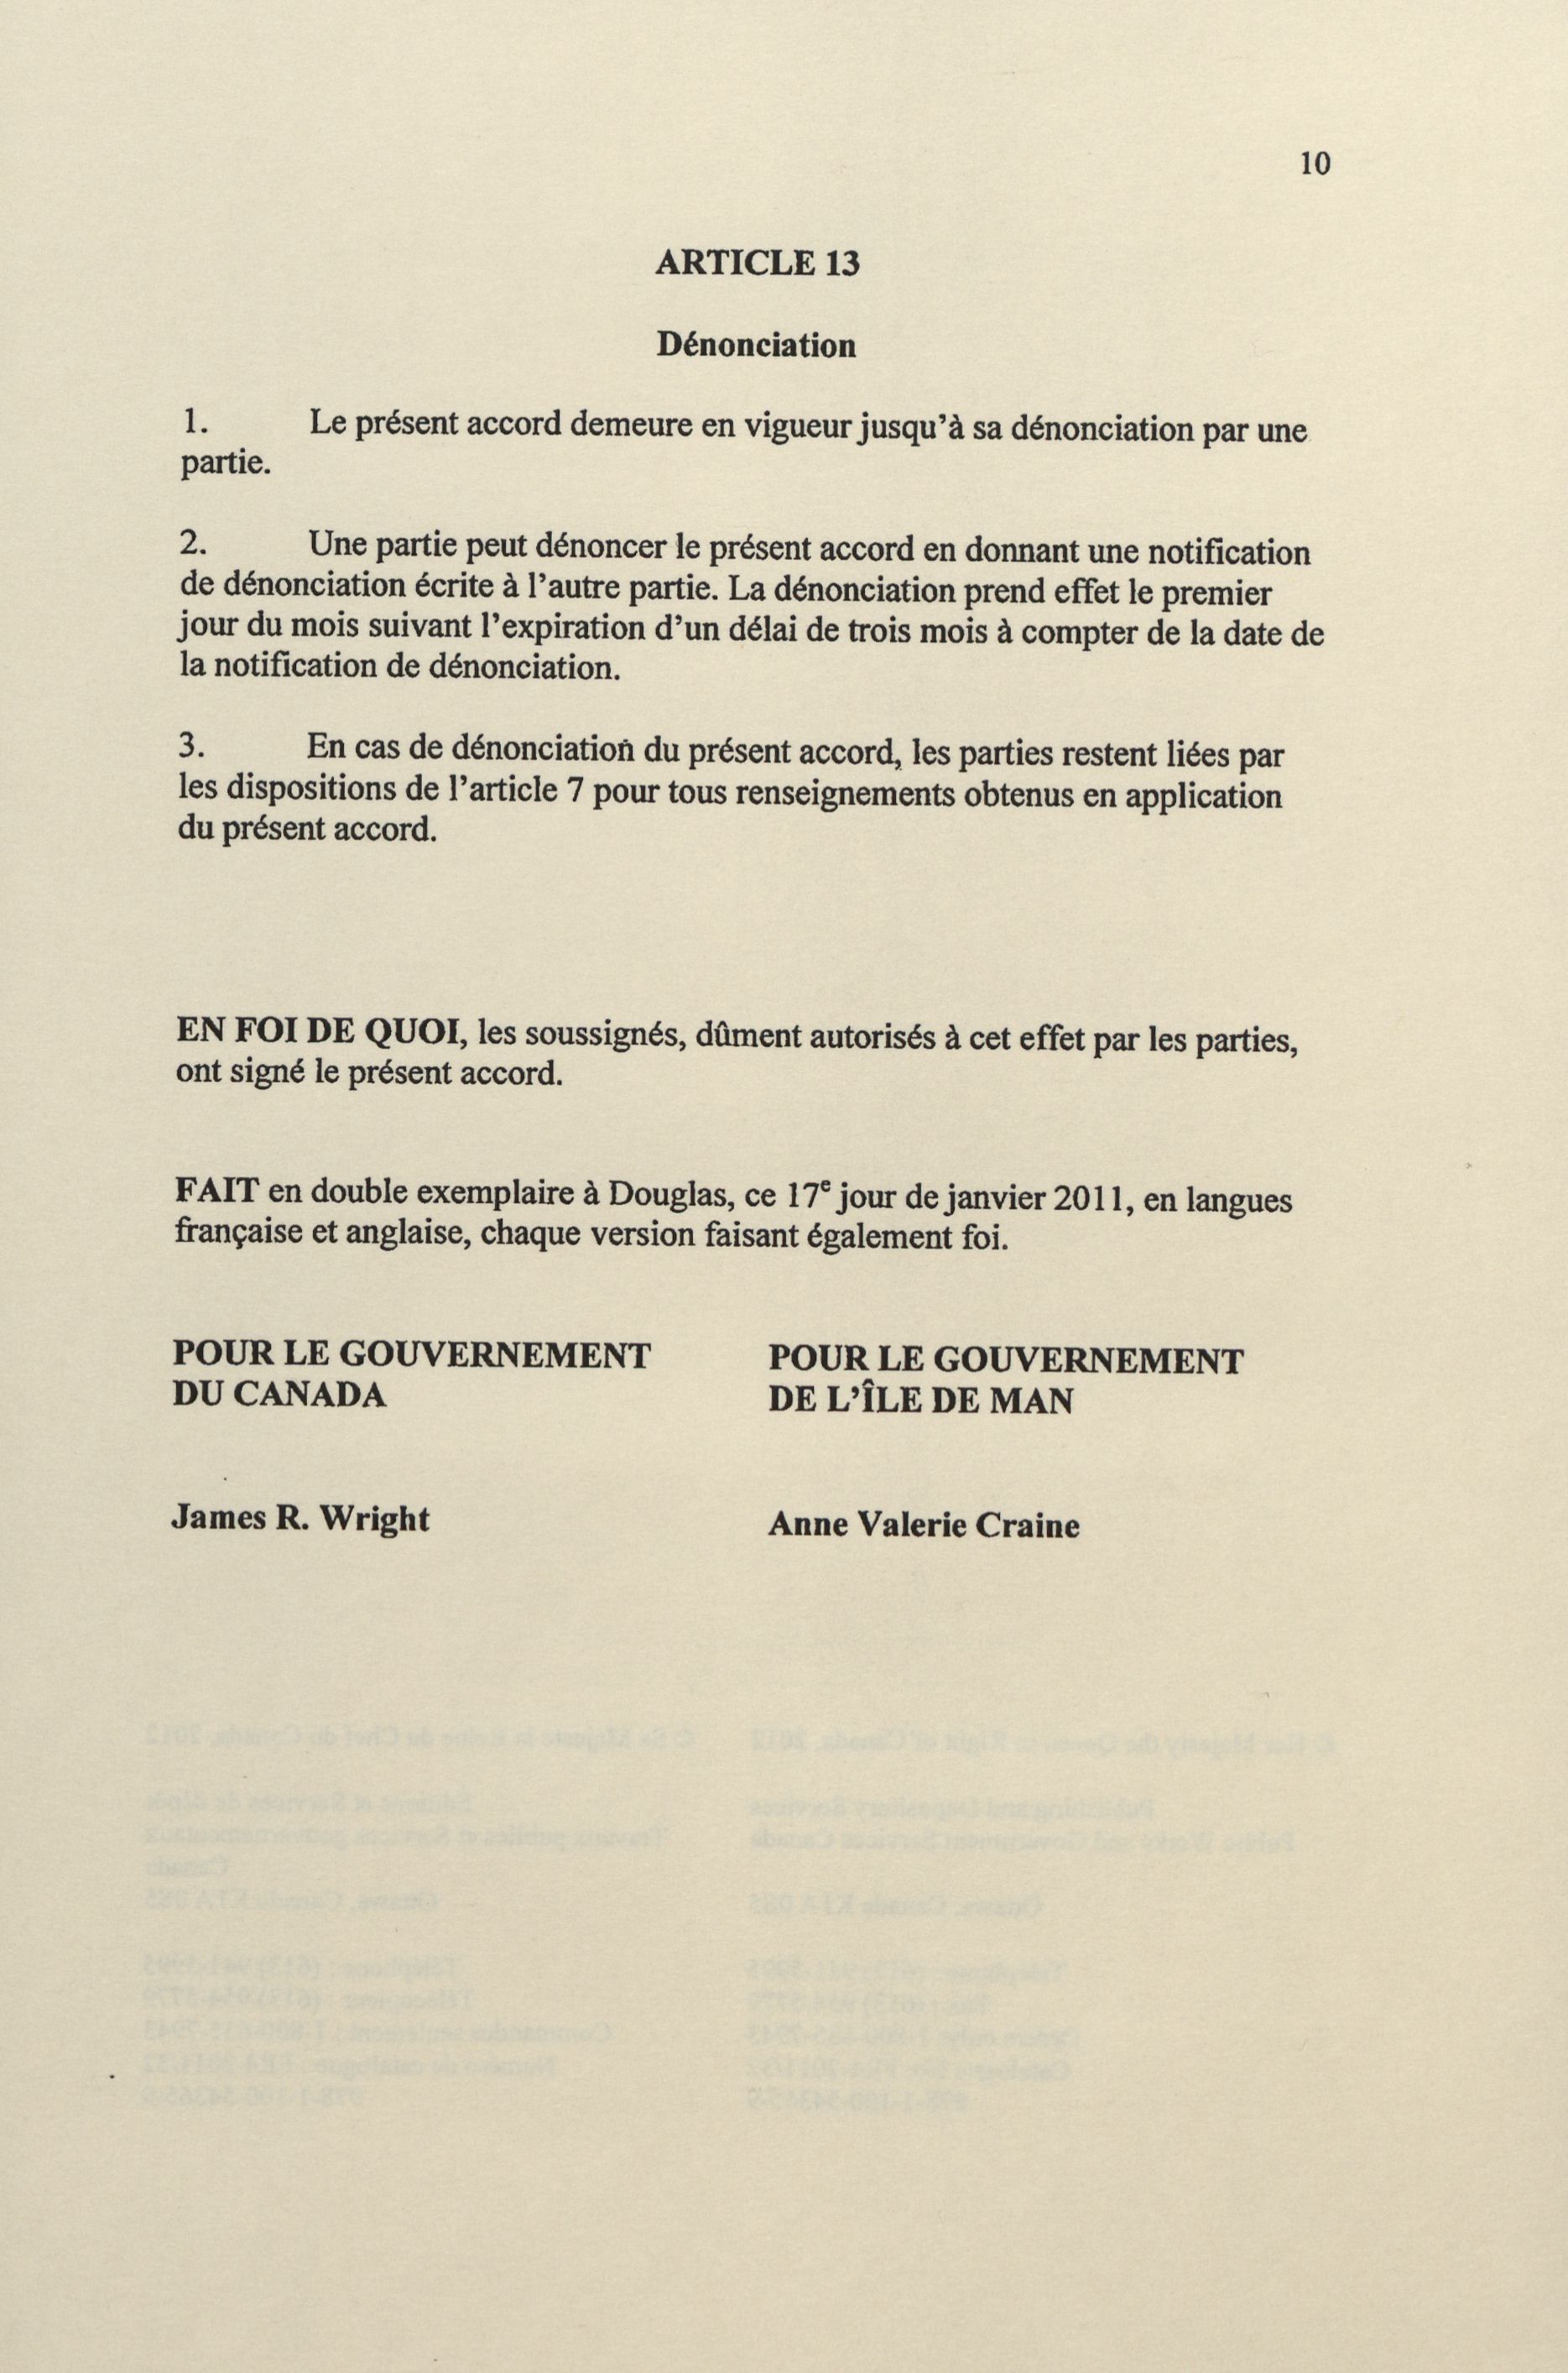 10
ARTICLE 13
Dénonciation
1. Le présent accord demeure en vigueur jusqu'à sa dénonciation par une
partie.
2. Une partie peut dénoncer le présent accord en donnant une notification
de dénonciation écrite à l'autre partie. La dénonciation prend effet le premier
jour du mois suivant l'expiration d'un délai de trois mois à compter de la date de
la notification de dénonciation.
3. En cas de dénonciation du présent accord, les parties restent liées par
les dispositions de l'article 7 pour tous renseignements obtenus en application
du présent accord.
EN FOI DE QUOI, les soussignés, dûment autorisés à cet effet par les parties,
ont signé le présent accord.
FAIT en double exemplaire à Douglas, ce 17e jour de janvier 2011, en langues
française et anglaise, chaque version faisant également foi.
POUR LE GOUVERNEMENT
DU CANADA
POUR LE GOUVERNEMENT
DE L'ÎLE DE MAN
James R. Wright
Anne Valerie Craine